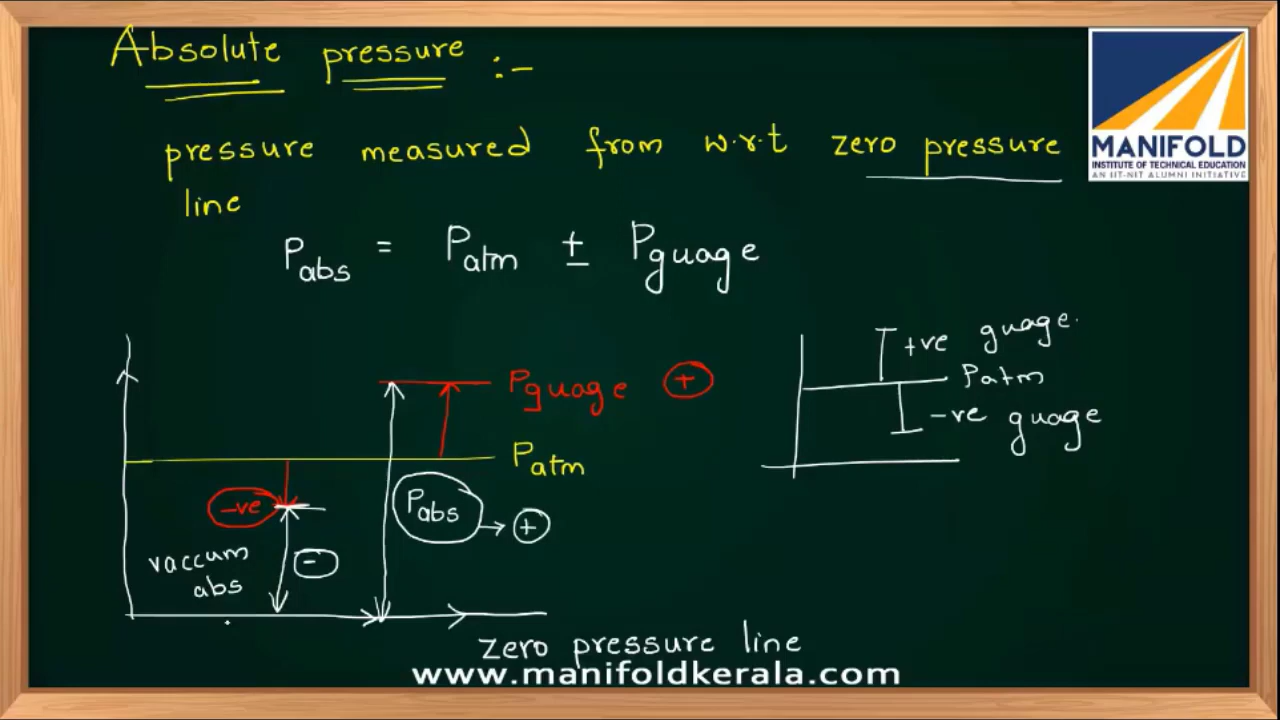 Absolute pressure :-
MANIFOLD
INSTITUTE OF TECHNICAL EDUCATION
AN IIT-NIT ALUMNI INITIATIVE
pressure measured from w.r.t zero pressure
line
Pabs = Patm ± Pguage
+ve guage.
Patm
-ve guage
Pguage +
Patm
-ve
Pabs → +
vaccum
abs
-
zero pressure line
www.manifoldkerala.com